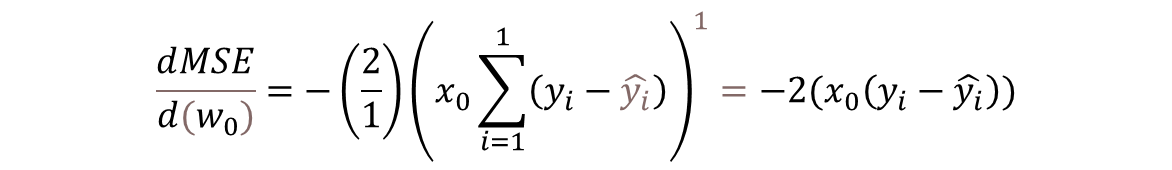 dMSE/d(w₀) = −(2/1)(x₀ ∑_{i=1}^{1}(yᵢ − ŷᵢ))¹ = −2(x₀(yᵢ − ŷᵢ))